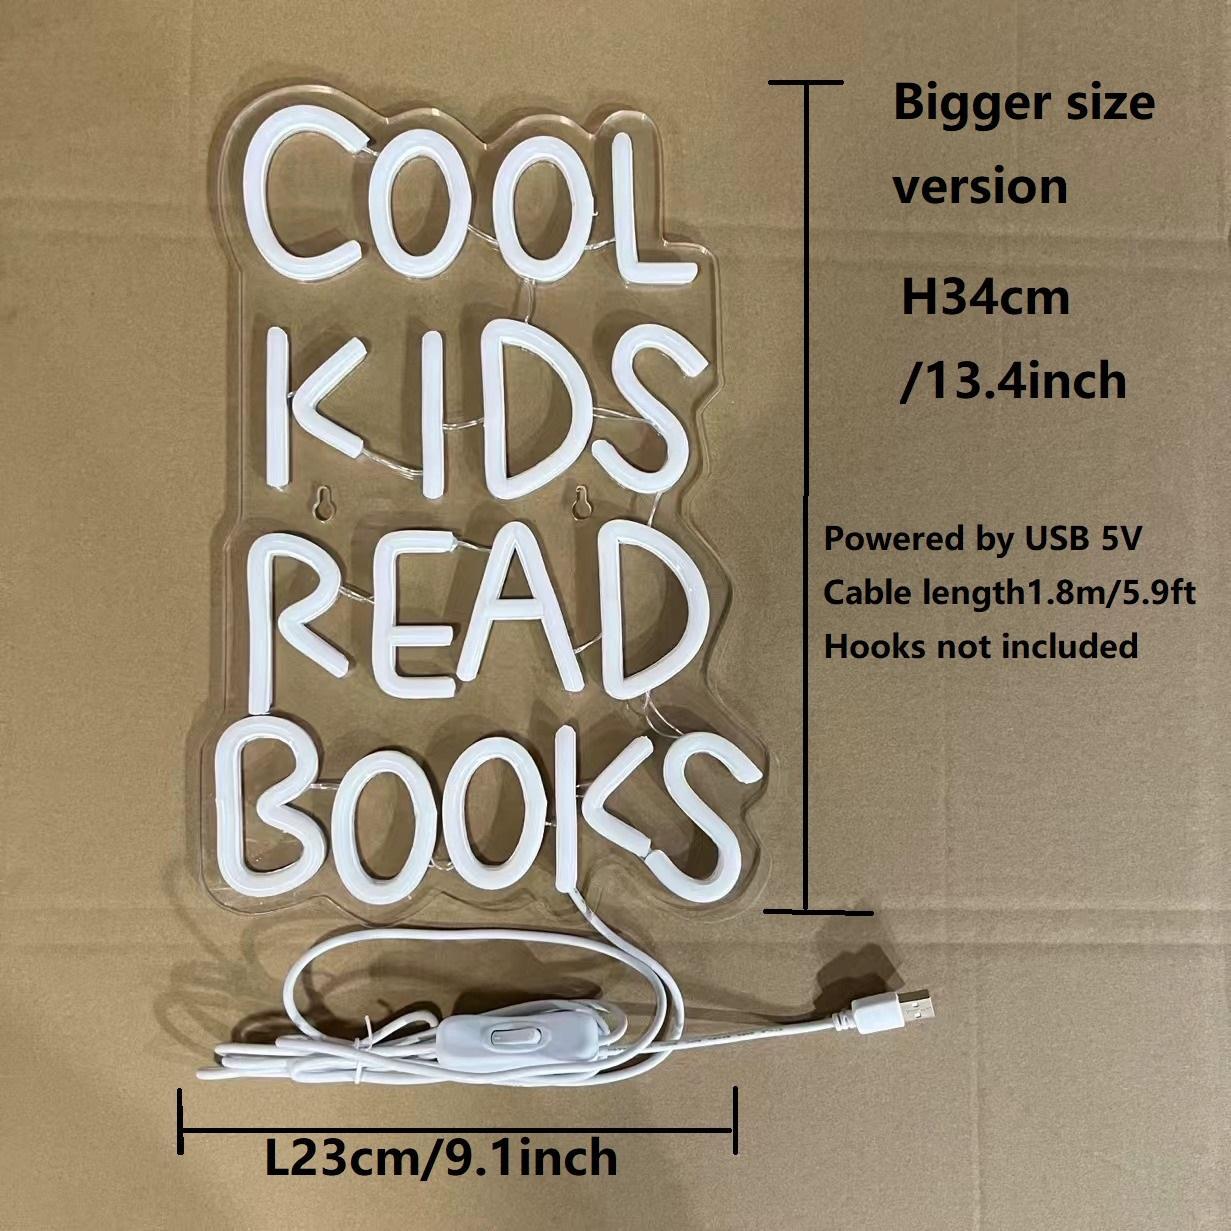 COOL
KIDS
READ
BOOKS
Bigger size
version
H34cm
/13.4inch
Powered by USB 5V
Cable length1.8m/5.9ft
Hooks not included
L23cm/9.1inch